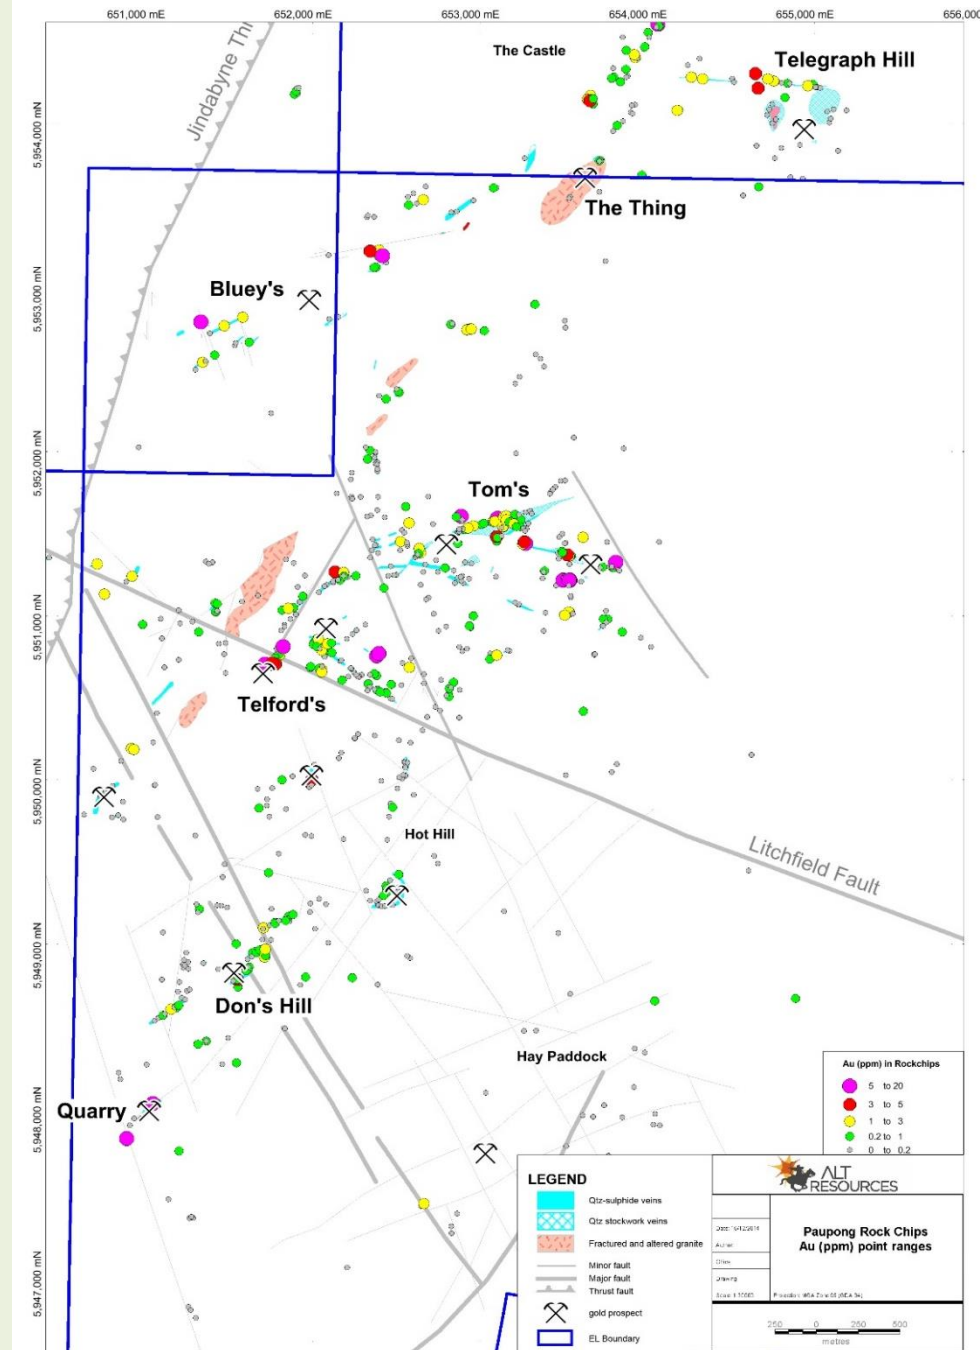 651,000 mE
652,000 mE
653,000 mE
654,000 mE
655,000 mE
656,000
The Castle
Telegraph Hill
Jindabyne Thr
5,954,000 mN
The Thing
5,953,000 mN
Bluey's
5,952,000 mN
Tom's
5,951,000 mN
Telford's
5,950,000 mN
Hot Hill
Litchfield Fault
5,949,000 mN
Don's Hill
Hay Paddock
Quarry
5,948,000 mN
5,947,000 mN
Au (ppm) in Rockchips
5 to 20
3 to 5
1 to 3
0.2 to 1
0 to 0.2
LEGEND
Qtz-sulphide veins
Qtz stockwork veins
Fractured and altered granite
Minor fault
Major fault
Thrust fault
gold prospect
EL Boundary
ALT
RESOURCES
Paupong Rock Chips
Au (ppm) point ranges
Office
Drawing
250 0 250 500
metres